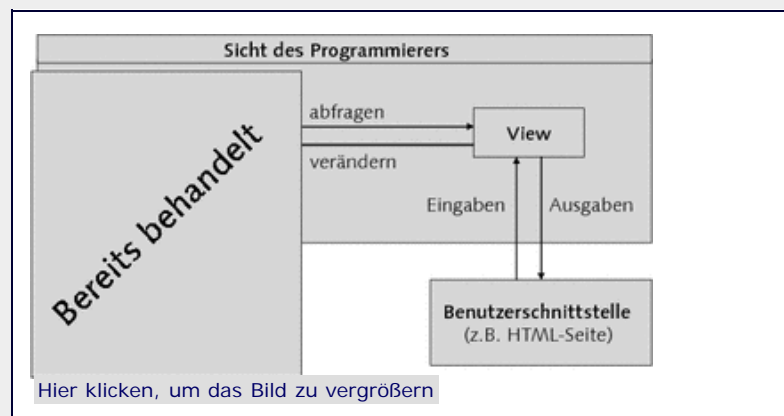 Sicht des Programmierers
Bereits behandelt
abfragen
View
verändern
Eingaben
Ausgaben
Benutzerschnittstelle
(z.B. HTML-Seite)
Hier klicken, um das Bild zu vergrößern